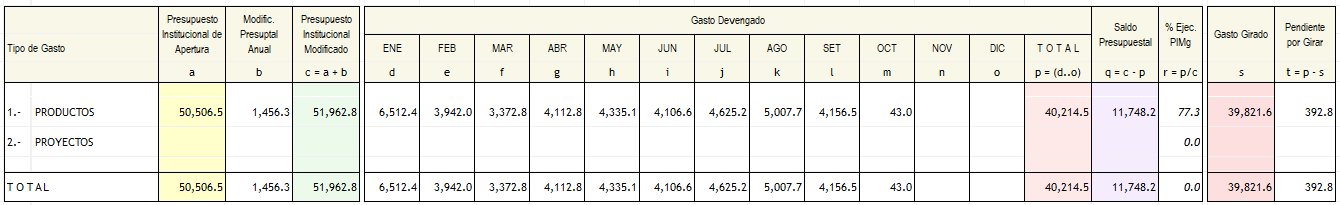 Tipo de Gasto
Presupuesto Institucional de Apertura
a
Modific. Presuptal Anual
b
Presupuesto Institucional Modificado
c = a + b
Gasto Devengado
ENE FEB MAR ABR MAY JUN JUL AGO SET OCT NOV DIC T O T A L
d e f g h i j k l m n o p = (d..o)
Saldo Presupuestal
q = c - p
% Ejec. PIMg
r = p/c
Gasto Girado
s
Pendiente por Girar
t = p - s
1.- PRODUCTOS 50,506.5 1,456.3 51,962.8 6,512.4 3,942.0 3,372.8 4,112.8 4,335.1 4,106.6 4,625.2 5,007.7 4,156.5 43.0 40,214.5 11,748.2 77.3 39,821.6 392.8
2.- PROYECTOS 0.0
T O T A L 50,506.5 1,456.3 51,962.8 6,512.4 3,942.0 3,372.8 4,112.8 4,335.1 4,106.6 4,625.2 5,007.7 4,156.5 43.0 40,214.5 11,748.2 0.0 39,821.6 392.8